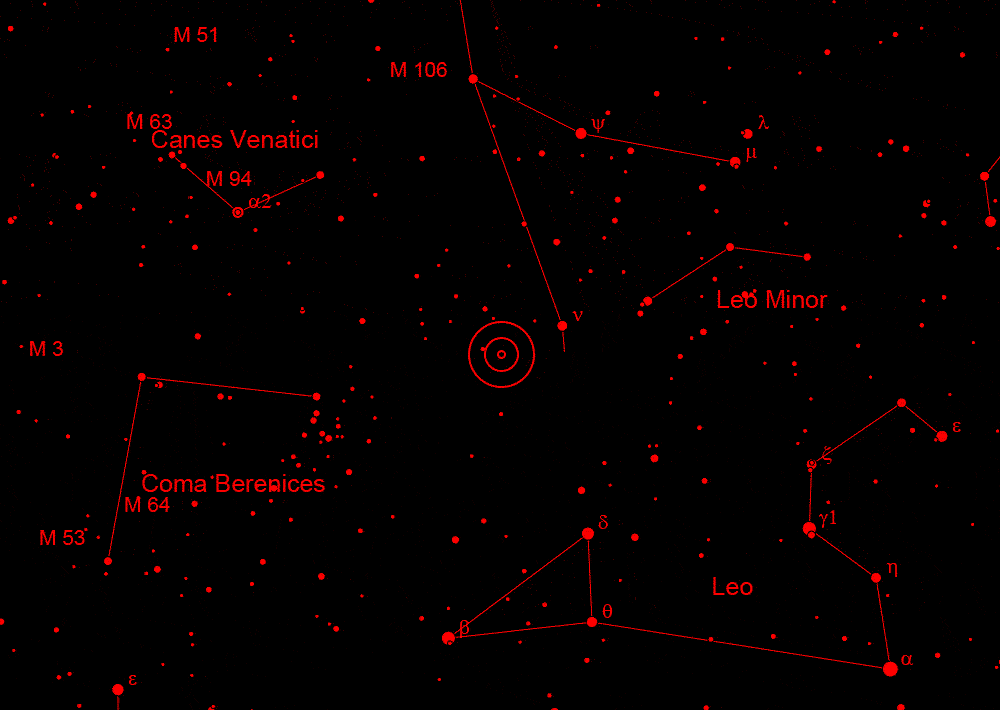 M 51
M 106
M 63
ψ
λ
Canes Venatici
μ
M 94
α2
Leo Minor
ν
M 3
ε
ζ
Coma Berenices
M 64
γ1
δ
M 53
η
Leo
θ
β
α
ε